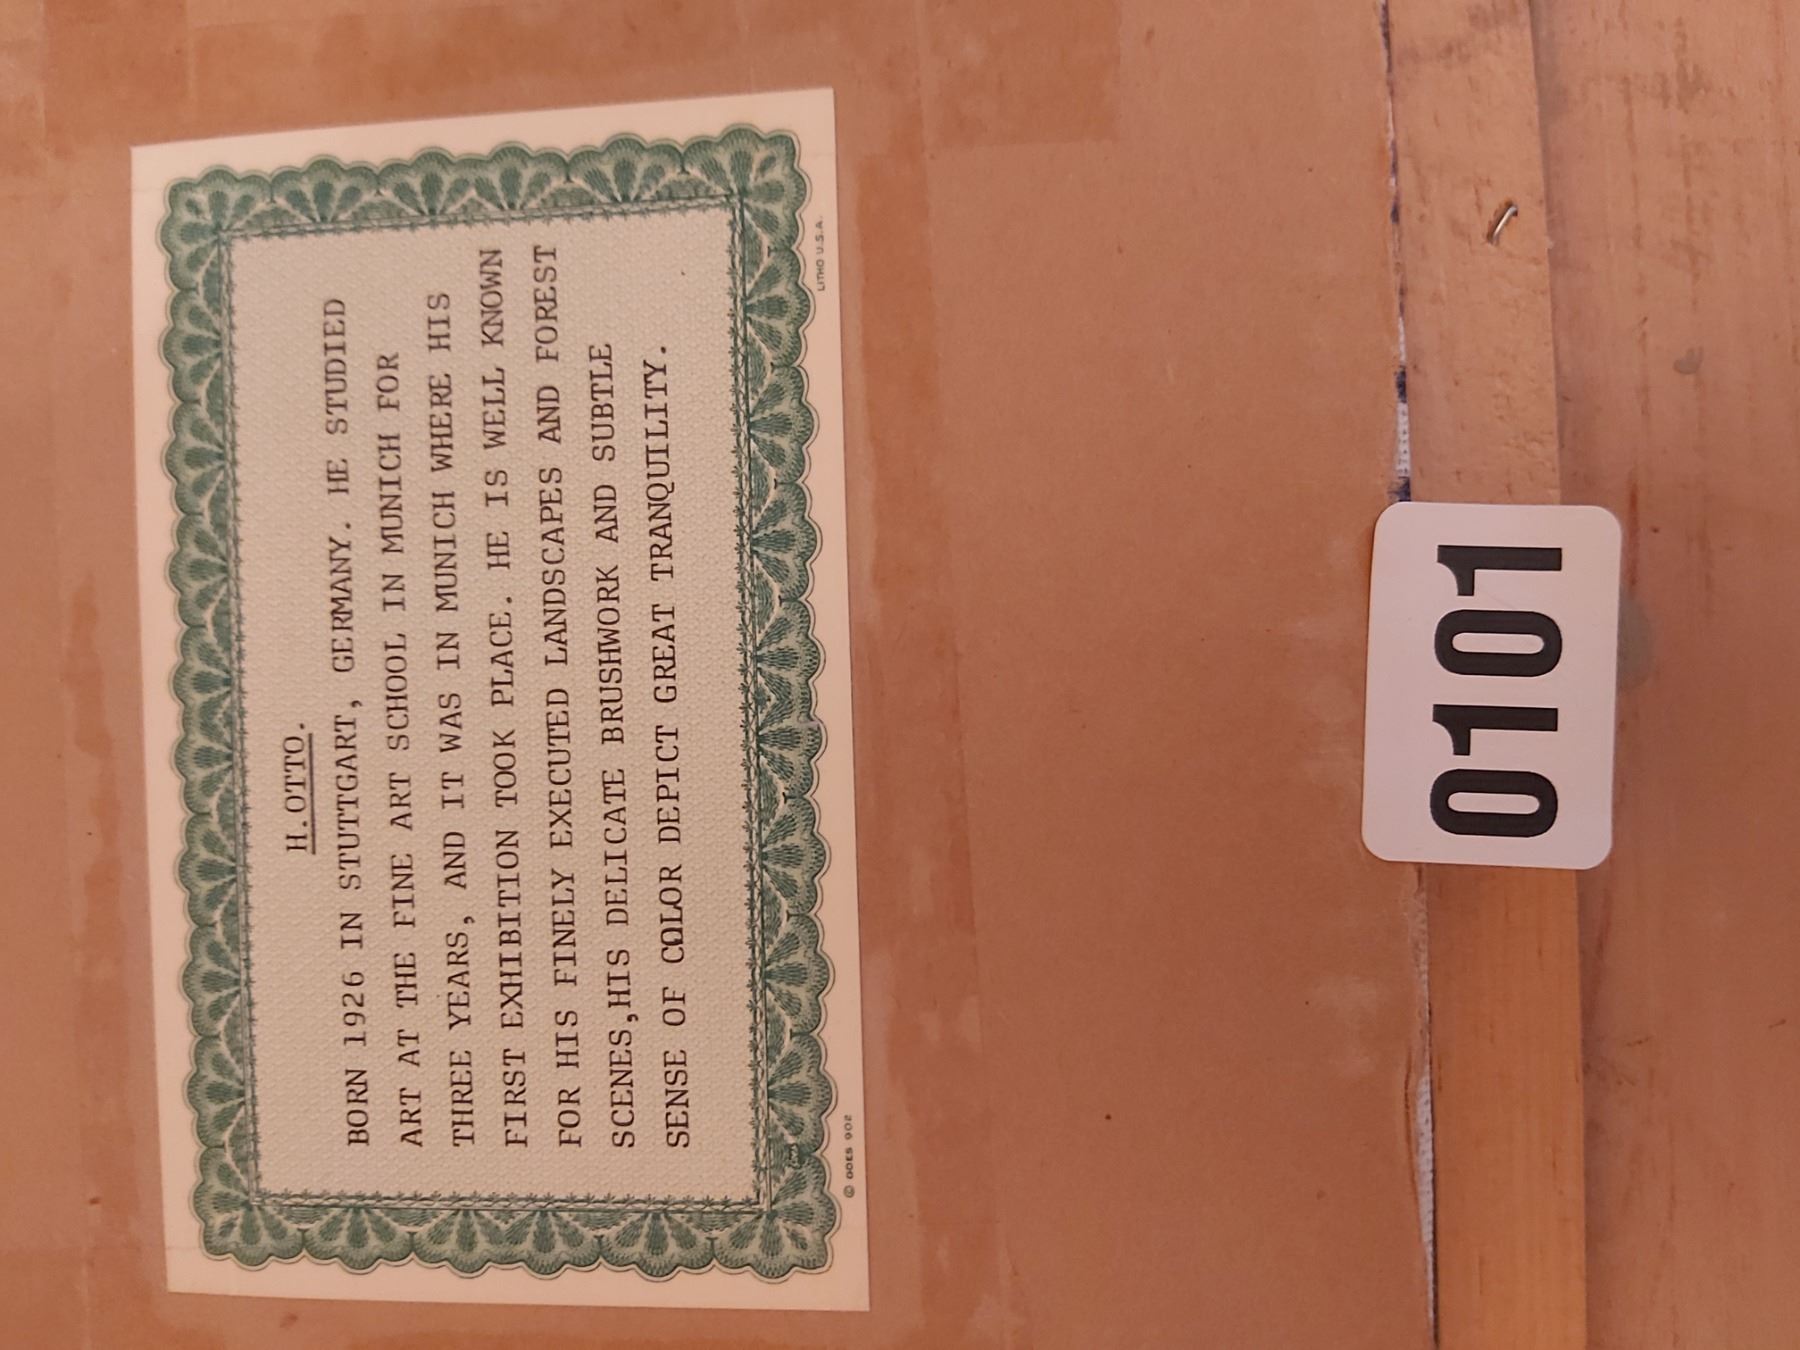 H.OTTO.
BORN 1926 IN STUTTGART, GERMANY. HE STUDIED
ART AT THE FINE ART SCHOOL IN MUNICH FOR
THREE YEARS, AND IT WAS IN MUNICH WHERE HIS
FIRST EXHIBITION TOOK PLACE. HE IS WELL KNOWN
FOR HIS FINELY EXECUTED LANDSCAPES AND FOREST
SCENES,HIS DELICATE BRUSHWORK AND SUBTLE
SENSE OF COLOR DEPICT GREAT TRANQUILITY.
© GOES 902
LITHO U.S.A.
0101